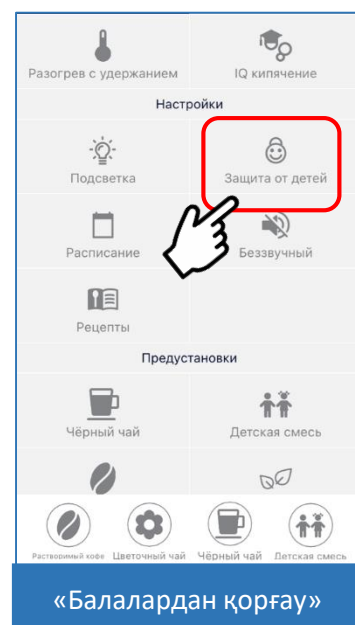 Разогрев с удержанием IQ кипячение
Настройки
Подсветка Защита от детей
Расписание Беззвучный
Рецепты
Предустановки
Чёрный чай Детская смесь
Растворимый кофе Цветочный чай Чёрный чай Детская смесь
«Балалардан қорғау»